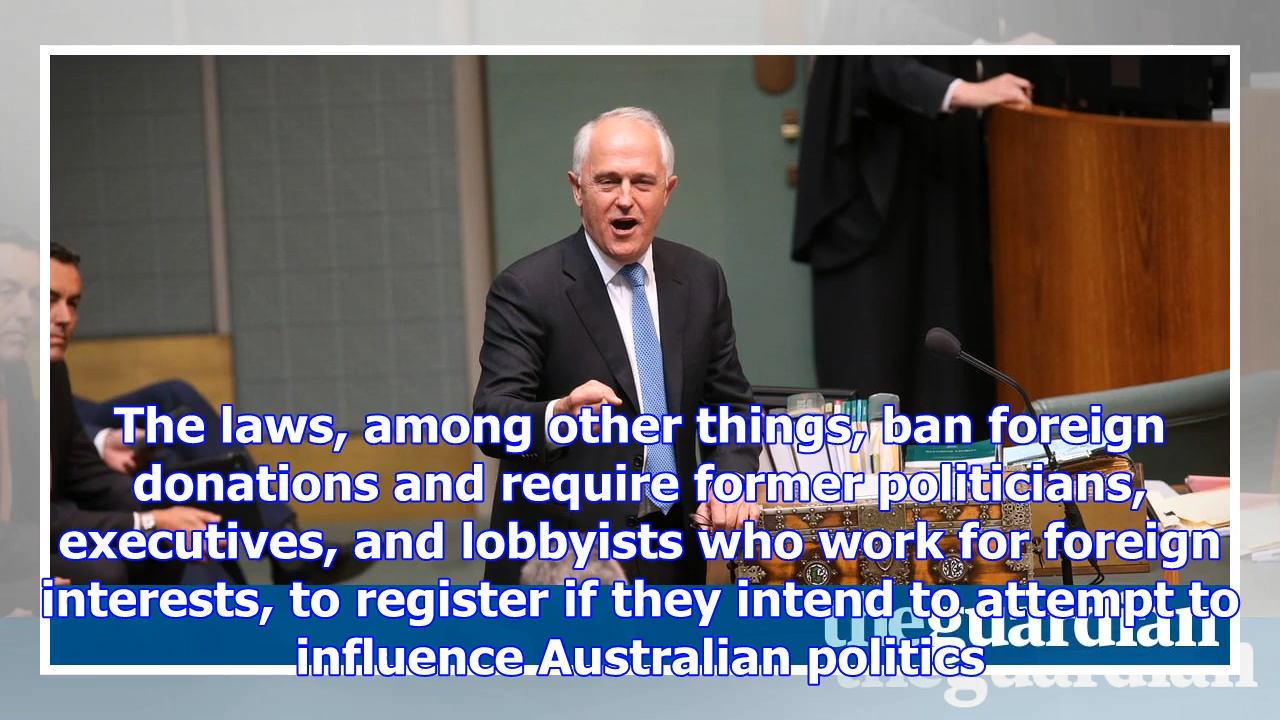 The laws, among other things, ban foreign
donations and require former politicians,
executives, and lobbyists who work for foreign
interests, to register if they intend to attempt to
influence Australian politics
theguardian
theguardian